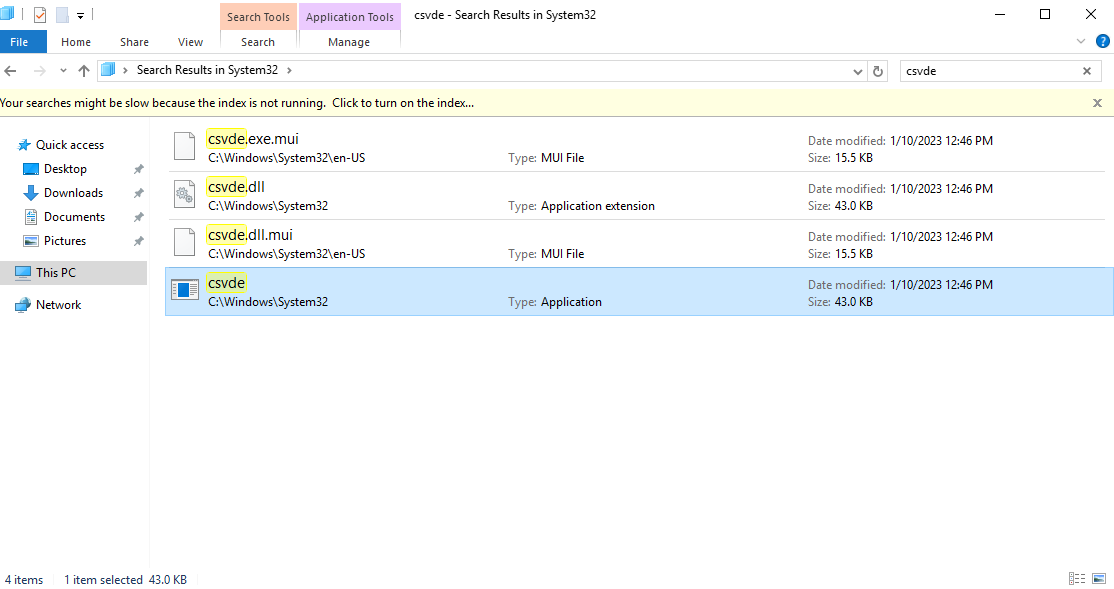 Search Tools
Application Tools
csvde - Search Results in System32
File
Home
Share
View
Search
Manage
Search Results in System32
csvde
Your searches might be slow because the index is not running.  Click to turn on the index...
Quick access
Desktop
Downloads
Documents
Pictures
This PC
Network
csvde.exe.mui
C:\Windows\System32\en-US
Type: MUI File
Date modified: 1/10/2023 12:46 PM
Size: 15.5 KB
csvde.dll
C:\Windows\System32
Type: Application extension
Date modified: 1/10/2023 12:46 PM
Size: 43.0 KB
csvde.dll.mui
C:\Windows\System32\en-US
Type: MUI File
Date modified: 1/10/2023 12:46 PM
Size: 15.5 KB
csvde
C:\Windows\System32
Type: Application
Date modified: 1/10/2023 12:46 PM
Size: 43.0 KB
4 items
1 item selected  43.0 KB